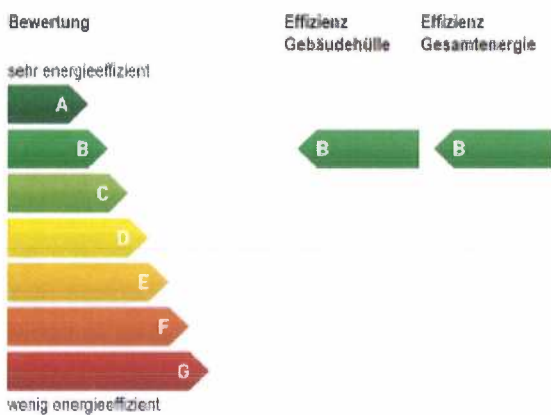 Bewertung
Effizienz
Gebäudehülle
Effizienz
Gesamtenergie
sehr energieeffizient
A
B
B
B
C
D
E
F
G
wenig energieeffizient